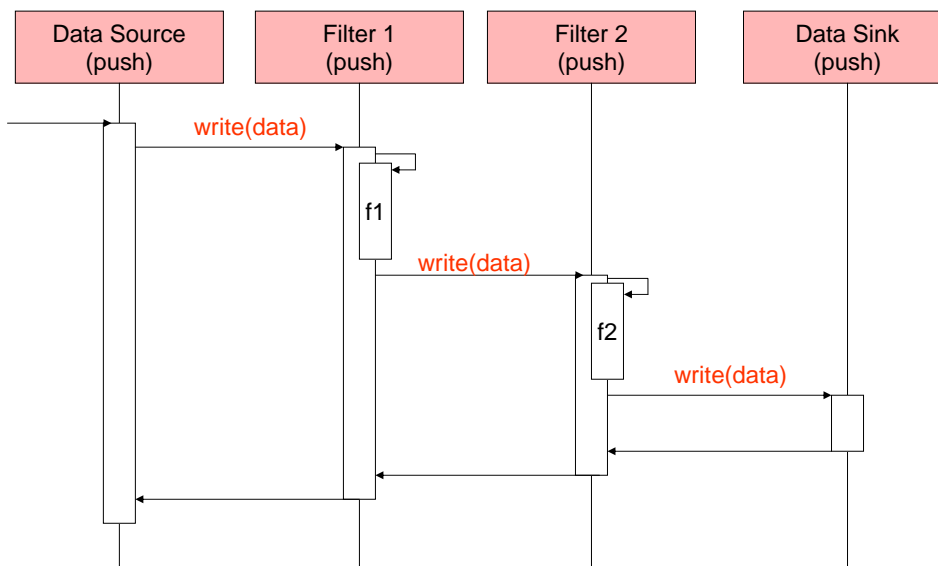 Data Source
(push)
Filter 1
(push)
Filter 2
(push)
Data Sink
(push)
write(data)
f1
write(data)
f2
write(data)